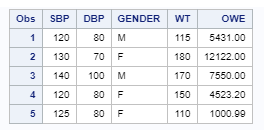 Obs SBP DBP GENDER WT OWE
1 120 80 M 115 5431.00
2 130 70 F 180 12122.00
3 140 100 M 170 7550.00
4 120 80 F 150 4523.20
5 125 80 F 110 1000.99